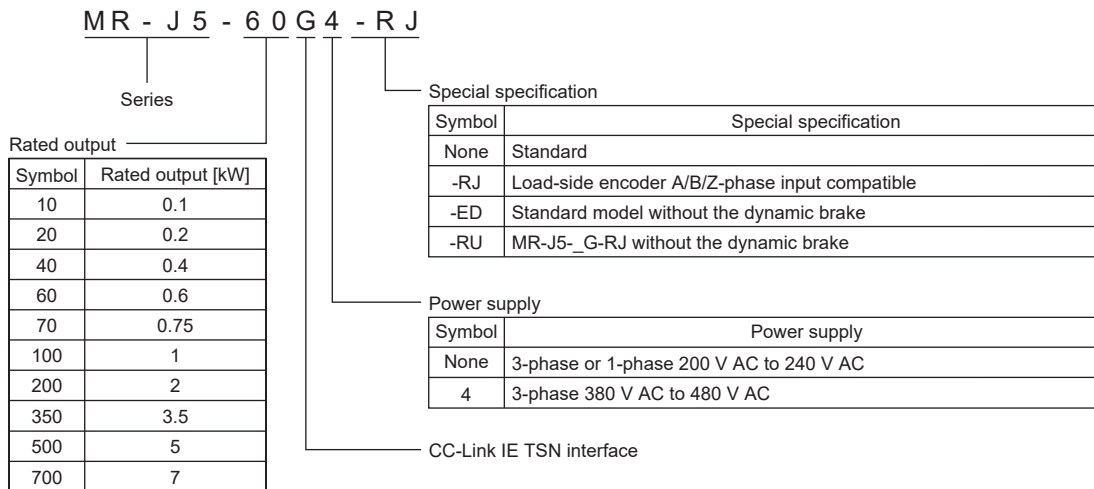 MR-J5-60G4-RJ
Series
Rated output
Symbol Rated output [kW]
10 0.1
20 0.2
40 0.4
60 0.6
70 0.75
100 1
200 2
350 3.5
500 5
700 7
Special specification
Symbol Special specification
None Standard
-RJ Load-side encoder A/B/Z-phase input compatible
-ED Standard model without the dynamic brake
-RU MR-J5-_G-RJ without the dynamic brake
Power supply
Symbol Power supply
None 3-phase or 1-phase 200 V AC to 240 V AC
4 3-phase 380 V AC to 480 V AC
CC-Link IE TSN interface